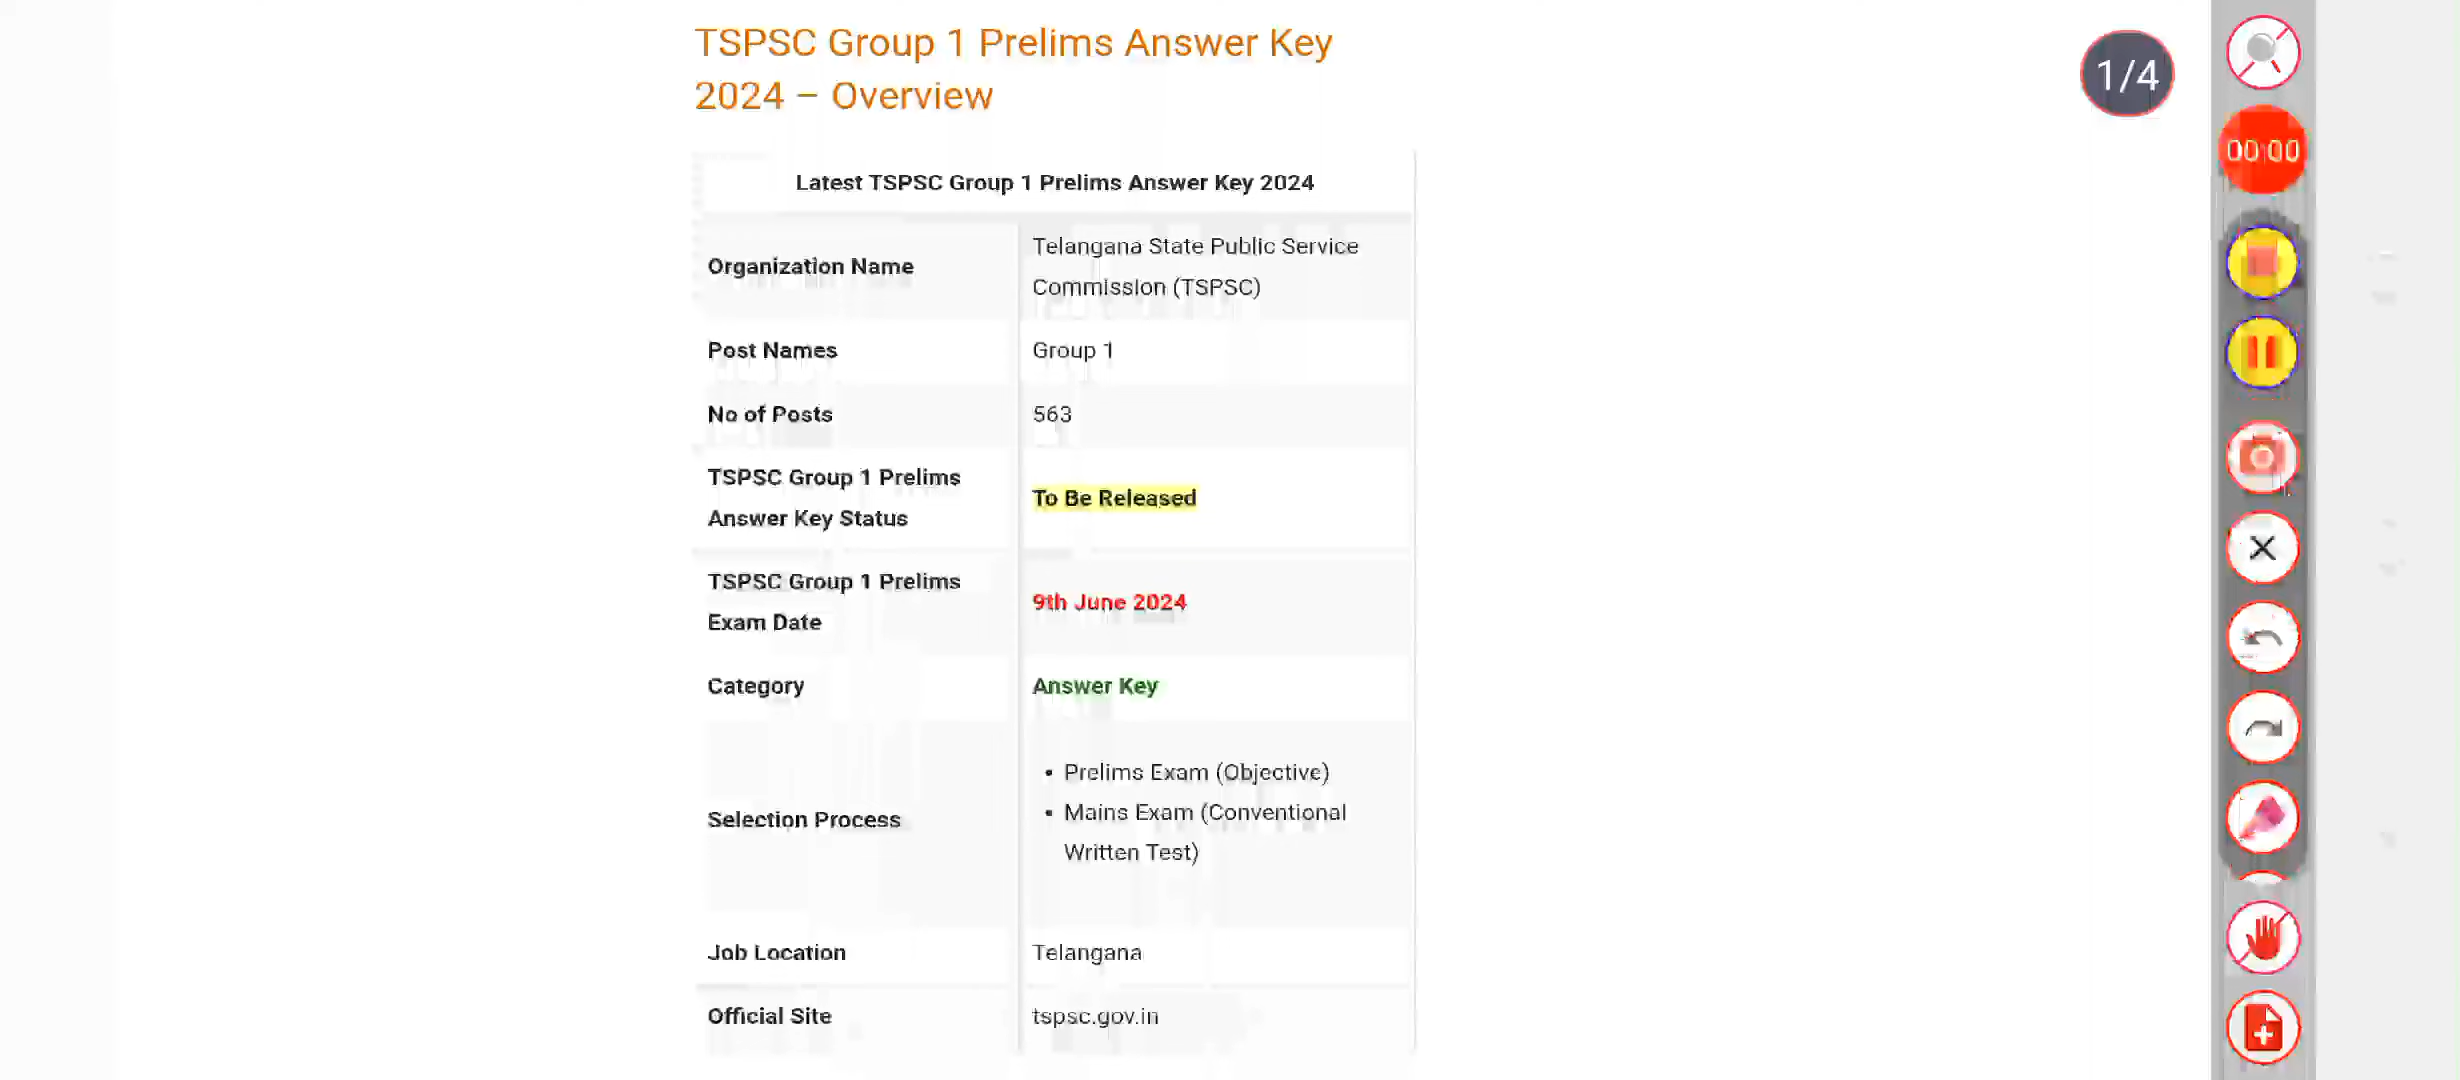 TSPSC Group 1 Prelims Answer Key
2024 – Overview
1/4
00:00
Latest TSPSC Group 1 Prelims Answer Key 2024
Organization Name
Telangana State Public Service
Commission (TSPSC)
Post Names
Group 1
No of Posts
563
TSPSC Group 1 Prelims
Answer Key Status
To Be Released
TSPSC Group 1 Prelims
Exam Date
9th June 2024
Category
Answer Key
Selection Process
• Prelims Exam (Objective)
• Mains Exam (Conventional
Written Test)
Job Location
Telangana
Official Site
tspsc.gov.in